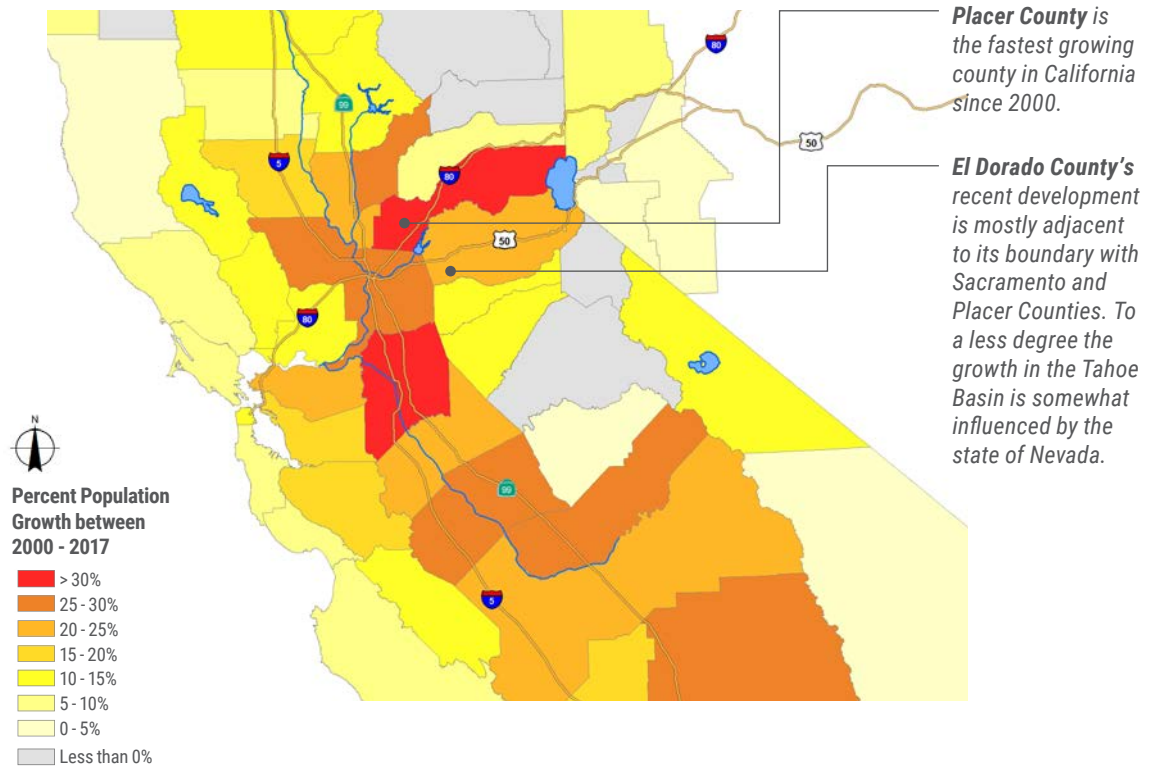 Placer County is
the fastest growing
county in California
since 2000.
El Dorado County's
recent development
is mostly adjacent
to its boundary with
Sacramento and
Placer Counties. To
a less degree the
growth in the Tahoe
Basin is somewhat
influenced by the
state of Nevada.
80
99
50
5
80
50
80
99
5
N
Percent Population
Growth between
2000 - 2017
> 30%
25 - 30%
20 - 25%
15 - 20%
10 - 15%
5 - 10%
0 - 5%
Less than 0%